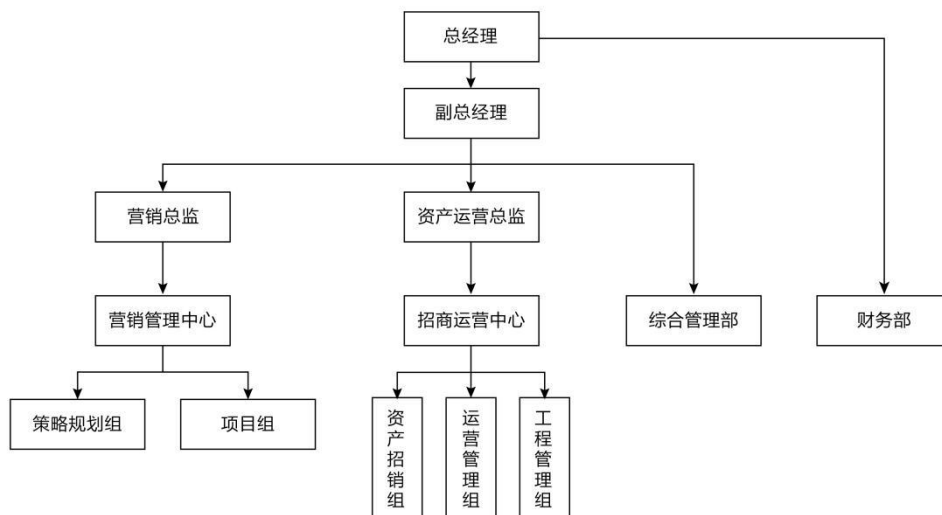 总经理
副总经理
营销总监
资产运营总监
营销管理中心
招商运营中心
综合管理部
财务部
策略规划组
项目组
资产招销组
运营管理组
工程管理组